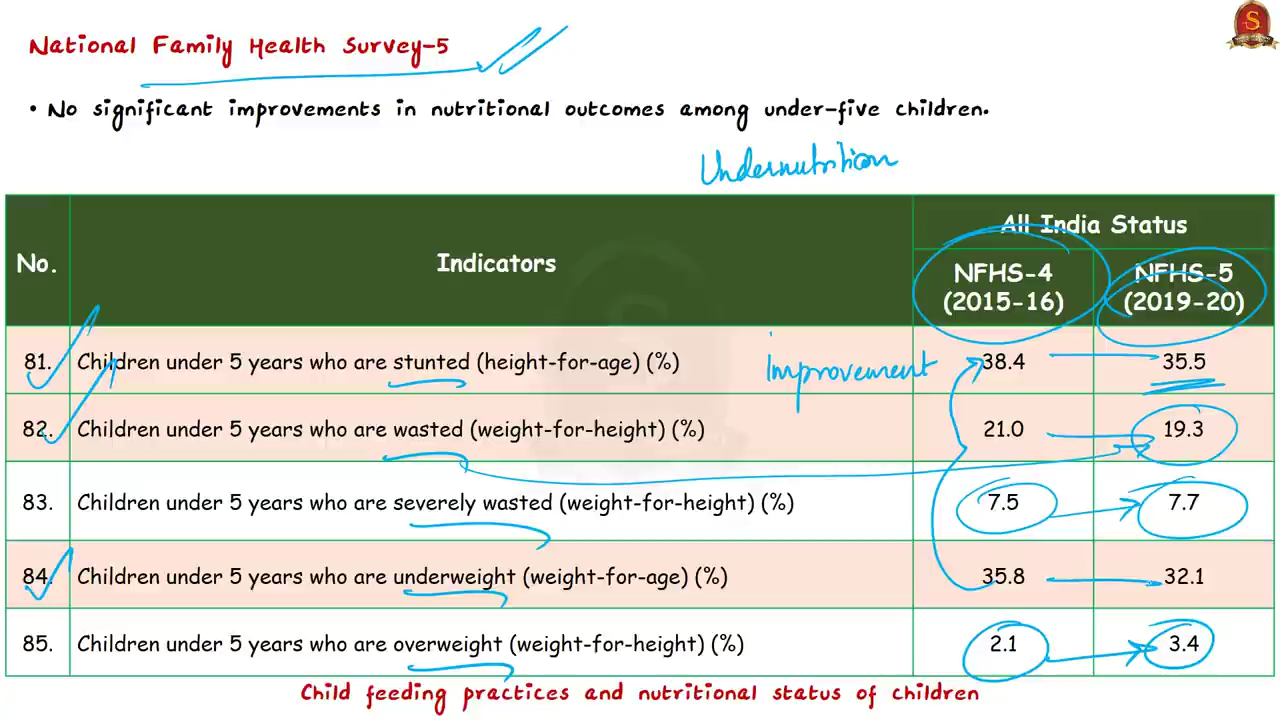 National Family Health Survey-5
• No significant improvements in nutritional outcomes among under-five children.
Undernutrition
No. Indicators All India Status
NFHS-4 (2015-16) NFHS-5 (2019-20)
81. Children under 5 years who are stunted (height-for-age) (%) 38.4 35.5
Improvement
82. Children under 5 years who are wasted (weight-for-height) (%) 21.0 19.3
83. Children under 5 years who are severely wasted (weight-for-height) (%) 7.5 7.7
84. Children under 5 years who are underweight (weight-for-age) (%) 35.8 32.1
85. Children under 5 years who are overweight (weight-for-height) (%) 2.1 3.4
Child feeding practices and nutritional status of children